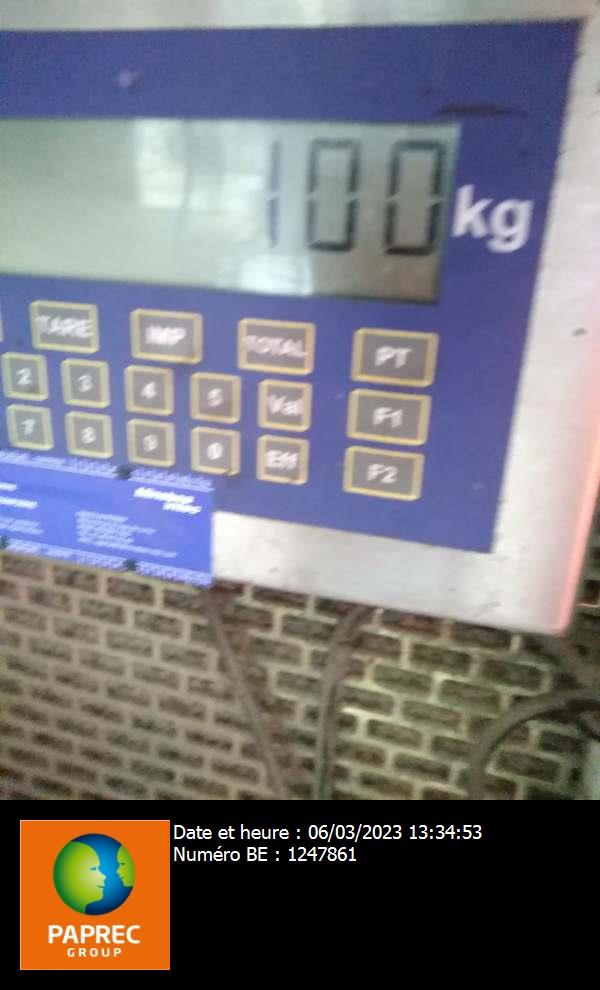 100 kg
TARE IMP TOTAL PT
2 3 4 5 Val F1
7 8 9 0 Eff F2
Date et heure : 06/03/2023 13:34:53
Numéro BE : 1247861
PAPREC
GROUP